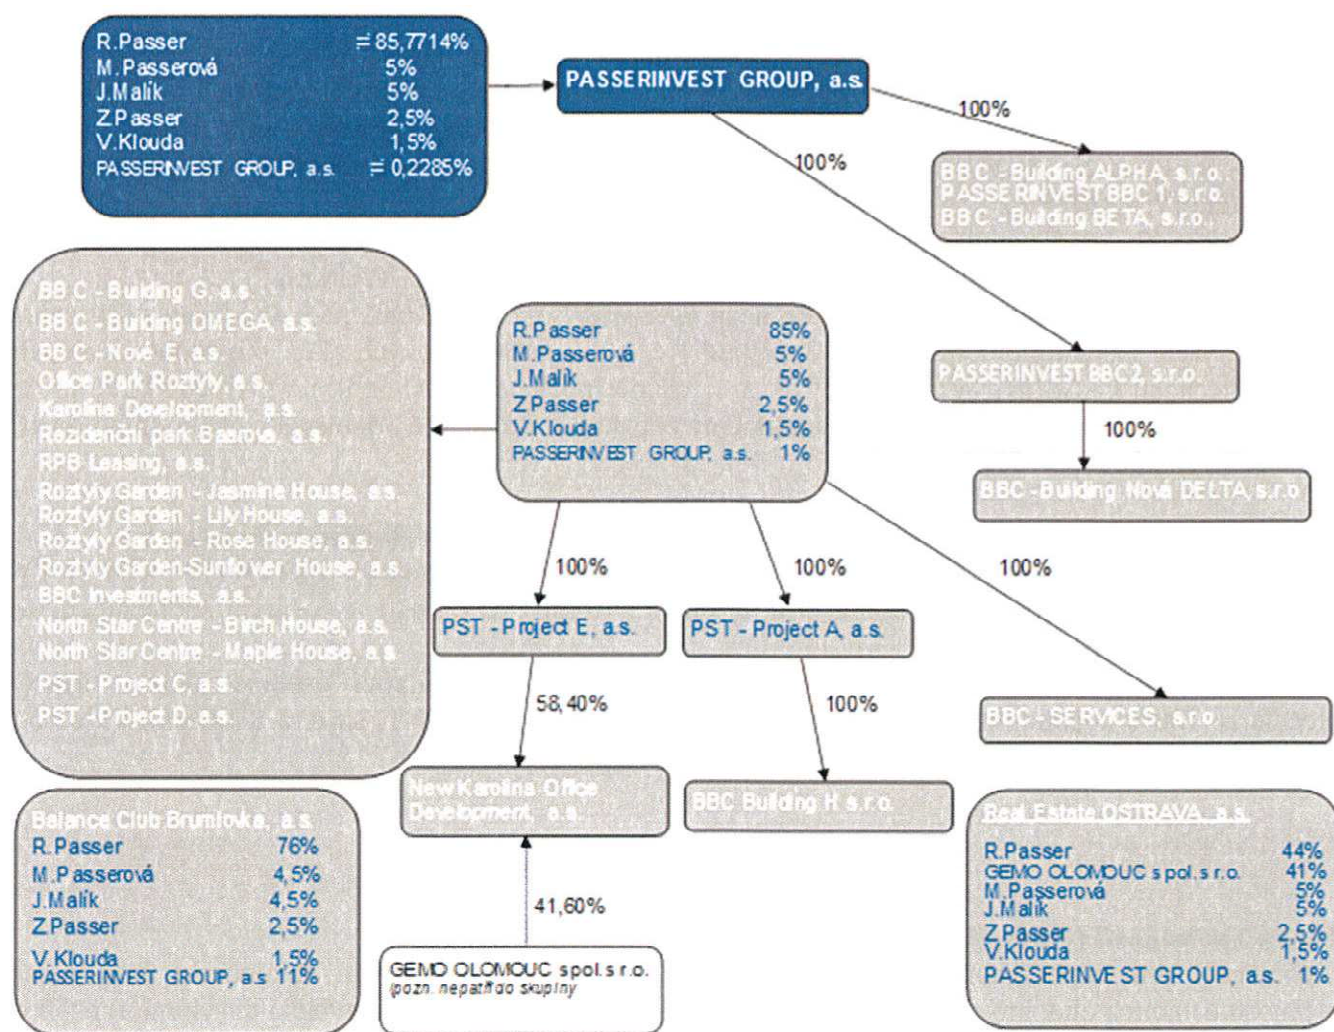 R.Passer ≓ 85,7714%
M.Passerová 5%
J.Malík 5%
Z.Passer 2,5%
V.Klouda 1,5%
PASSERINVEST GROUP, a.s. ≓ 0,2285%
PASSERINVEST GROUP, a.s.
100%
100%
BBC - Building ALPHA, s.r.o.,
PASSERINVEST BBC 1, s.r.o.
BBC - Building BETA, s.r.o.,
BB C - Building G, a.s.
BB C - Building OMEGA, a.s.
BB C - Nové E, a.s.
Office Park Roztyly, a.s.
Karolina Development, a.s.
Rezidenční park Baarova, a.s.
RPB Leasing, a.s.
Roztyly Garden - Jasmine House, a.s.
Roztyly Garden - Lily House, a.s.
Roztyly Garden - Rose House, a.s.
Roztyly Garden-Sunflower House, a.s.
BBC Investments, a.s.
North Star Centre - Birch House, a.s.
North Star Centre - Maple House, a.s.
PST - Project C, a.s.
PST - Project D, a.s.
R.Passer 85%
M.Passerová 5%
J.Malík 5%
Z.Passer 2,5%
V.Klouda 1,5%
PASSERINVEST GROUP, a.s. 1%
PASSERINVEST BBC2, s.r.o.
100%
BBC - Building Nová DELTA, s.r.o
100%
100%
100%
PST - Project E, a.s.
PST - Project A, a.s.
58,40%
100%
BBC - SERVICES, s.r.o.
New Karolina Office
Development, a.s.
BBC Building H s.r.o.
Balance Club Brumlovka, a.s.
R.Passer 76%
M.Passerová 4,5%
J.Malík 4,5%
Z.Passer 2,5%
V.Klouda 1,5%
PASSERINVEST GROUP, a.s 11%
41,60%
GEMO OLOMOUC spol.s r.o.
(pozn. nepatří do skupiny
Real Estate OSTRAVA, a.s.
R.Passer 44%
GEMO OLOMOUC spol.s r.o. 41%
M.Passerová 5%
J.Malík 5%
Z.Passer 2,5%
V.Klouda 1,5%
PASSERINVEST GROUP, a.s. 1%